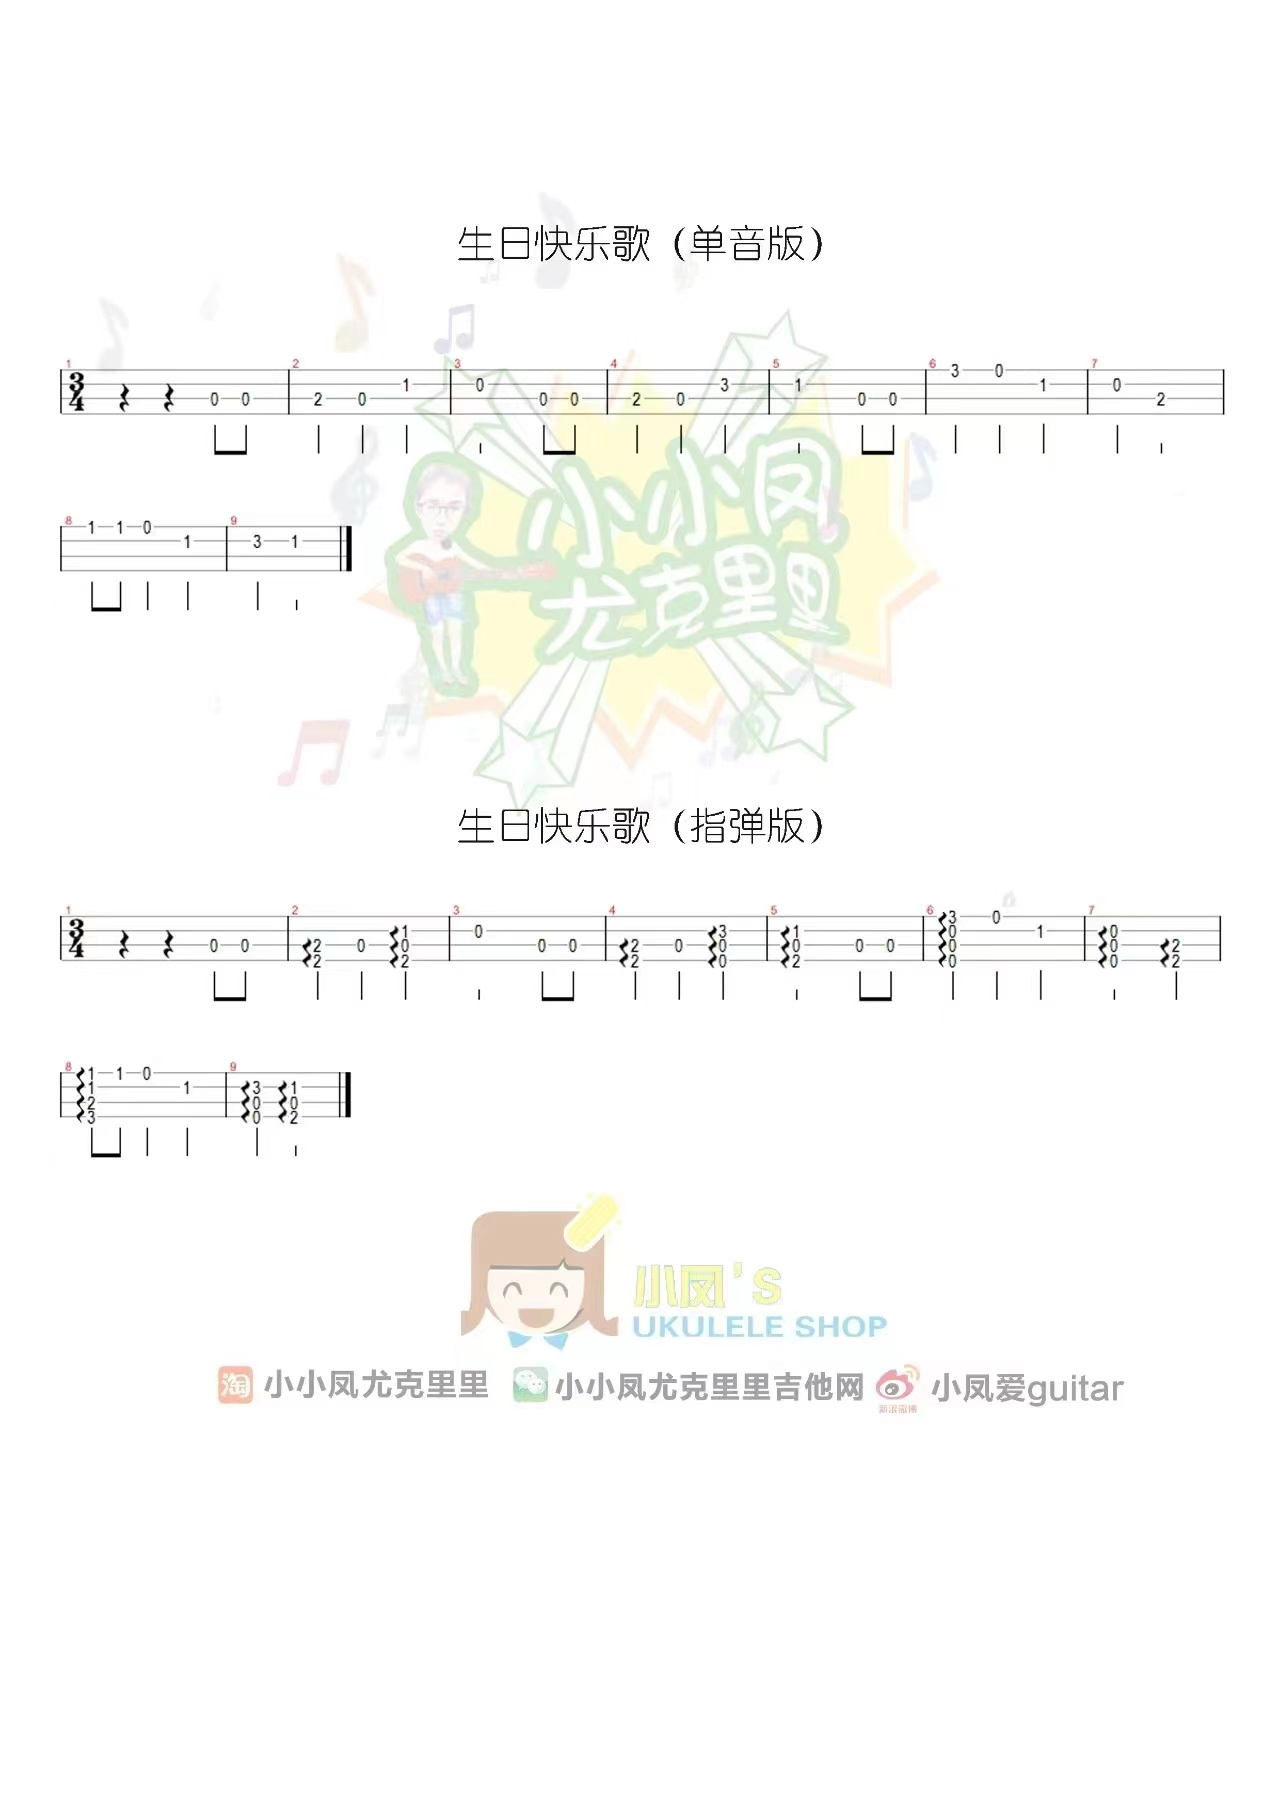 生日快乐歌（单音版）
1 2 3 4 5 6 7
3 4 0 0 2 0 1 0 0 0 2 0 3 1 0 0 3 0 1 0 2
8 9
1 1 0 1 3 1
小小凤
尤克里里
生日快乐歌（指弹版）
1 2 3 4 5 6 7
3 0 1
1 0 0 3 1 0 1 0
0 0 2 0 0 0 0 2 0 0 0 0 0 0 0 2
4 2 2 2 0 2 0 0 2
8 9
1 1 0
1 1 3 1
2 0 0
3 0 2
小凤's
UKULELE SHOP
淘 小小凤尤克里里 小小凤尤克里里吉他网 小凤爱guitar
新浪微博